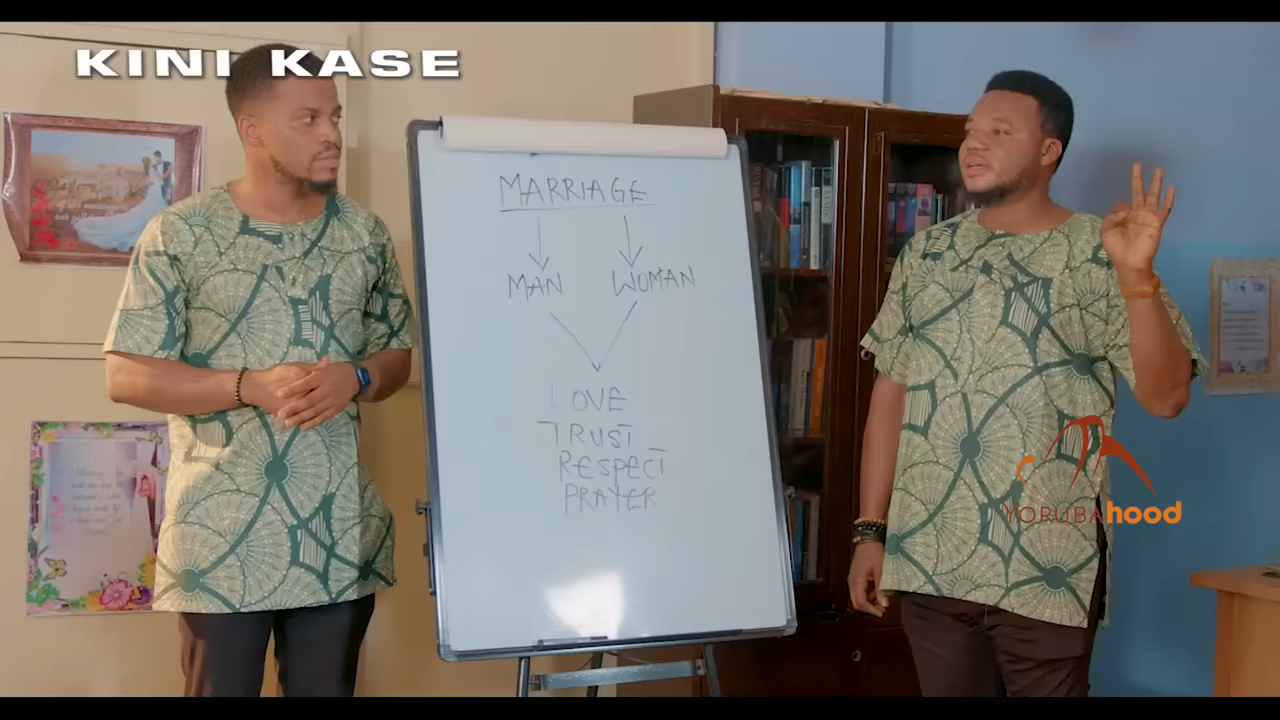 KINI KASE
MARRIAGE
MAN WOMAN
LOVE
TRUST
RESPECT
PRAYER
YORUBAhood